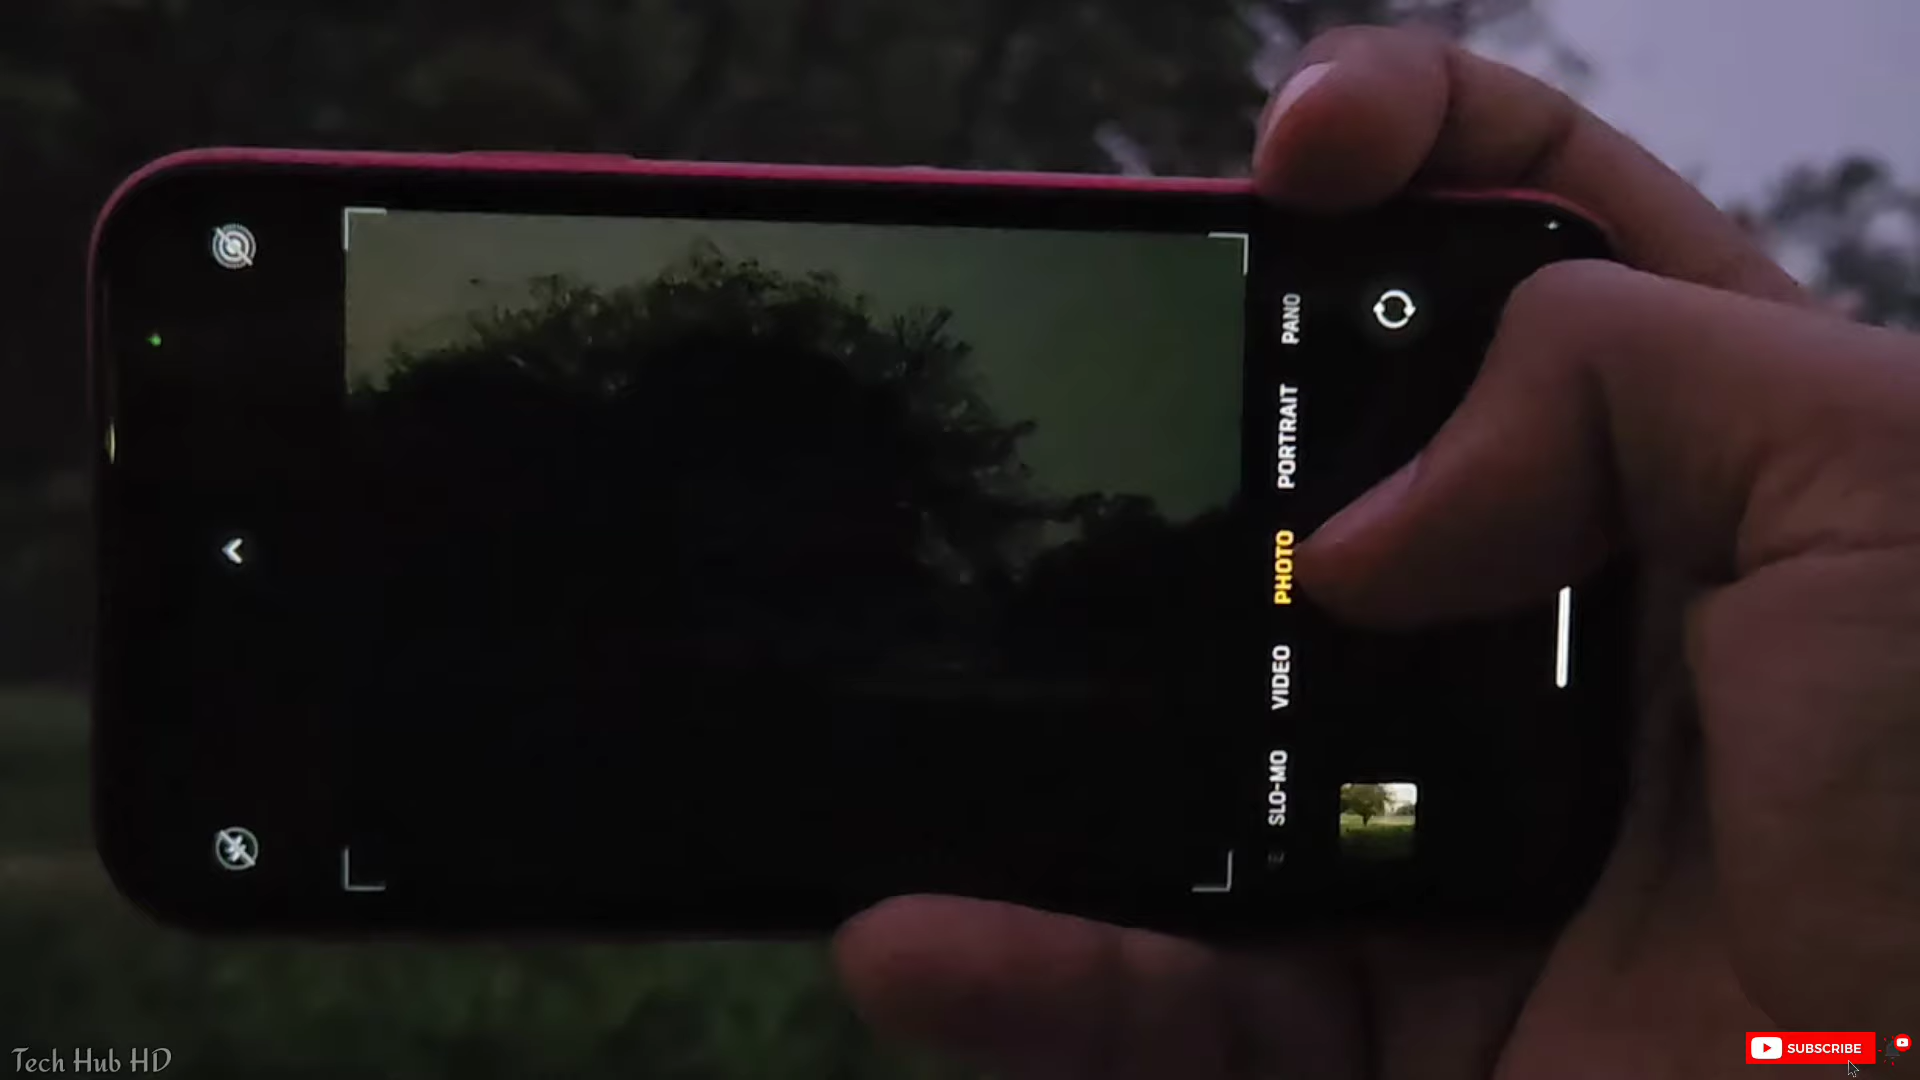 PANO
PORTRAIT
PHOTO
VIDEO
SLO-MO
Tech Hub HD
SUBSCRIBE